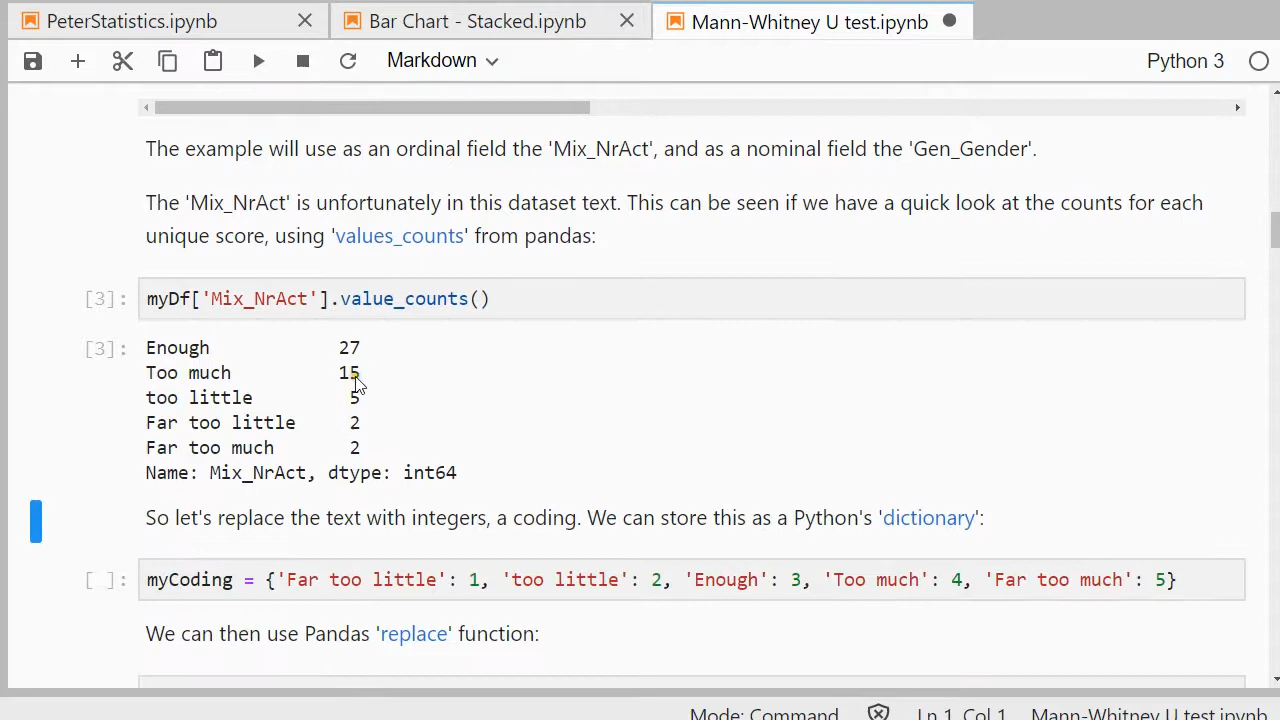 PeterStatistics.ipynb
Bar Chart - Stacked.ipynb
Mann-Whitney U test.ipynb
Markdown
Python 3
The example will use as an ordinal field the 'Mix_NrAct', and as a nominal field the 'Gen_Gender'.
The 'Mix_NrAct' is unfortunately in this dataset text. This can be seen if we have a quick look at the counts for each
unique score, using 'values_counts' from pandas:
[3]: myDf['Mix_NrAct'].value_counts()
[3]: Enough 27
Too much 15
too little 5
Far too little 2
Far too much 2
Name: Mix_NrAct, dtype: int64
So let's replace the text with integers, a coding. We can store this as a Python's 'dictionary':
[ ]: myCoding = {'Far too little': 1, 'too little': 2, 'Enough': 3, 'Too much': 4, 'Far too much': 5}
We can then use Pandas 'replace' function:
Mode: Command Ln 1, Col 1 Mann-Whitney U test.ipynb